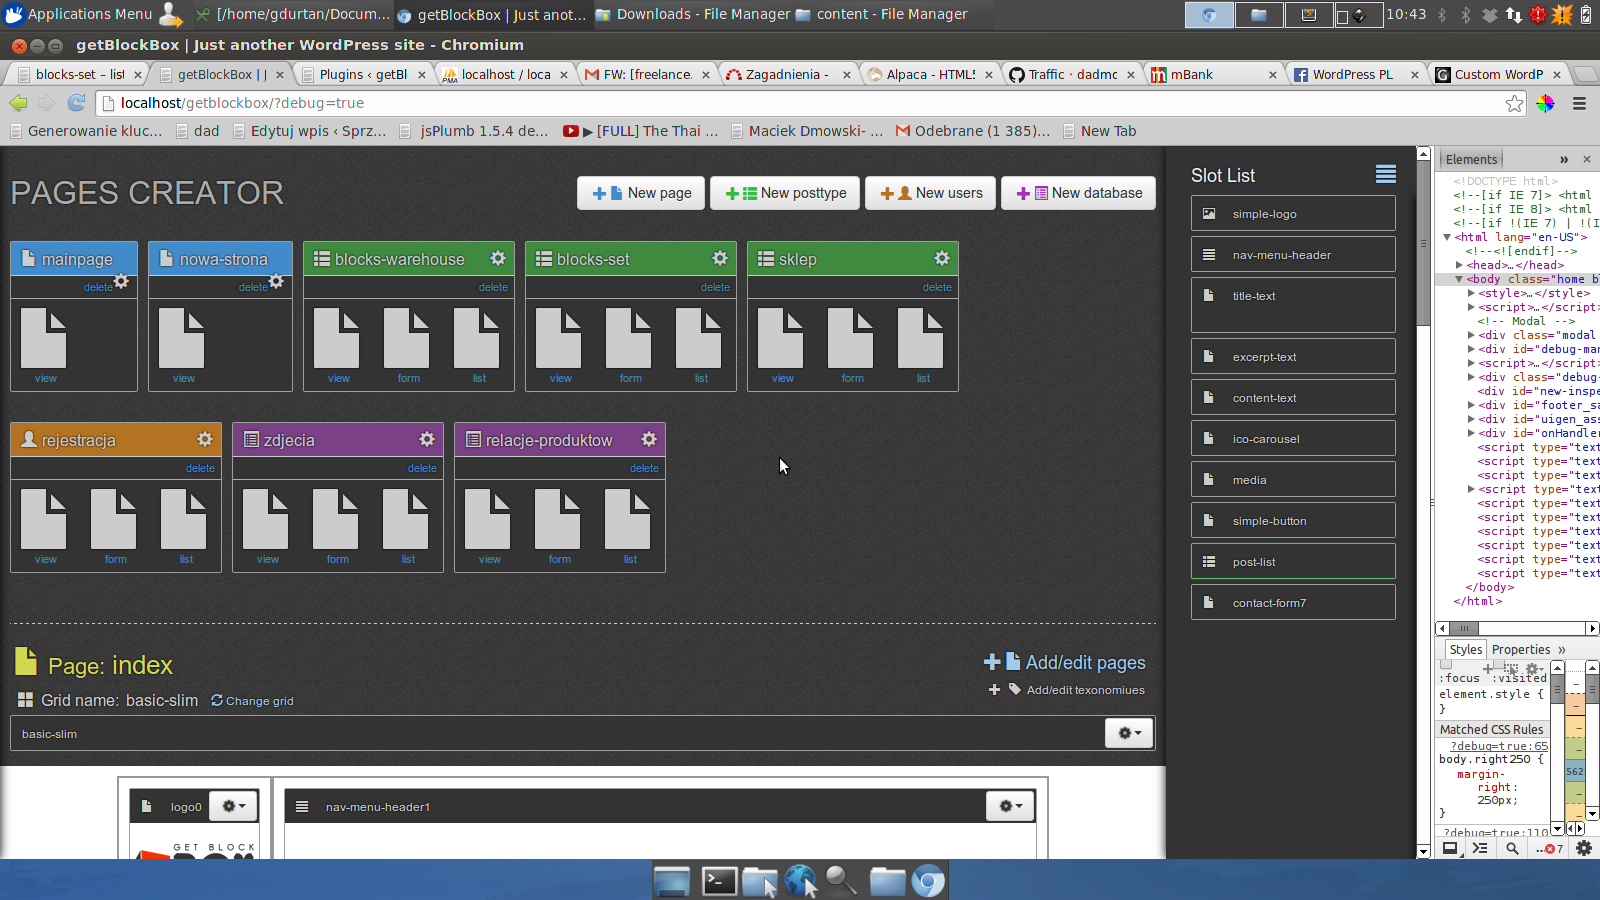 Applications Menu
[/home/gdurtan/Docum...
getBlockBox | Just anot...
Downloads - File Manager
content - File Manager
10:43
getBlockBox | Just another WordPress site - Chromium
blocks-set – list
getBlockBox | J
Plugins ‹ getBl
localhost / loca
FW: [freelance.
Zagadnienia -
Alpaca - HTML5
Traffic · dadmo
mBank
WordPress PL
Custom WordP
localhost/getblockbox/?debug=true
Generowanie kluc...
dad
Edytuj wpis ‹ Sprz...
jsPlumb 1.5.4 de...
▶ [FULL] The Thai ...
Maciek Dmowski- ...
Odebrane (1 385)...
New Tab
PAGES CREATOR
New page
New posttype
New users
New database
mainpage
delete
view
nowa-strona
delete
view
blocks-warehouse
delete
view form list
blocks-set
delete
view form list
sklep
delete
view form list
rejestracja
delete
view form list
zdjecia
delete
view form list
relacje-produktow
delete
view form list
Page: index
Add/edit pages
Grid name: basic-slim
Change grid
Add/edit texonomiues
basic-slim
logo0
nav-menu-header1
GET BLOCK
Slot List
simple-logo
nav-menu-header
title-text
excerpt-text
content-text
ico-carousel
media
simple-button
post-list
contact-form7
Elements
»
×
<!DOCTYPE html>
<!--[if IE 7]> <html
<!--[if IE 8]> <html
<!--[if !(IE 7) | !(I
<html lang="en-US">
<!--<![endif]-->
<head>…</head>
<body class="home b
<style>…</style>
<script>…</script>
<!-- Modal -->
<div class="modal
<div id="debug-man
<script>…</script>
<div class="debug-
<div id="new-inspe
<div id="footer_sa
<div id="uigen_ass
<div id="onHandler
<script type="text
<script type="text
<script type="text
<script type="text
<script type="text
<script type="text
<script type="text
<script type="text
<script type="text
<script type="text
</body>
</html>
Styles
Properties
»
:focus :visited
element.style {
}
Matched CSS Rules
?debug=true:65
body.right250 {
margin-right: 250px;
}
?debug=true:110
562
7